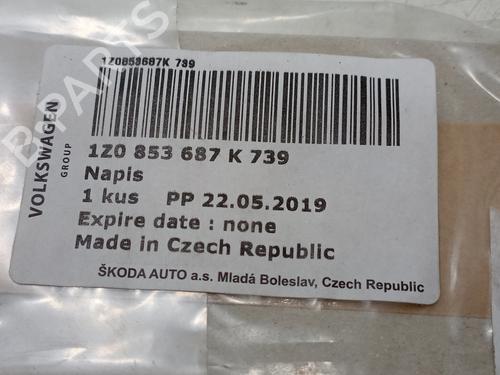 1Z0853687K 739
VOLKSWAGEN
GROUP
1Z0 853 687 K 739
Napis
1 kus PP 22.05.2019
Expire date : none
Made in Czech Republic
ŠKODA AUTO a.s. Mladá Boleslav, Czech Republic
B-PARTS